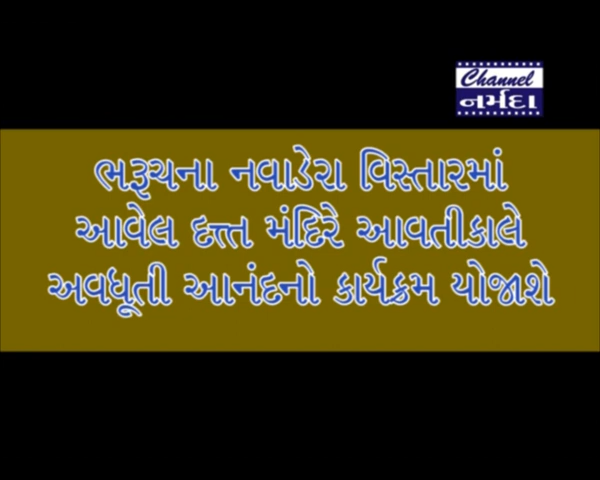 Channel
નર્મદા
ભરૂચના નવાડેરા વિસ્તારમાં
આવેલ દત્ત મંદિરે આવતીકાલે
અવધૂતી આનંદનો કાર્યક્રમ યોજાશે